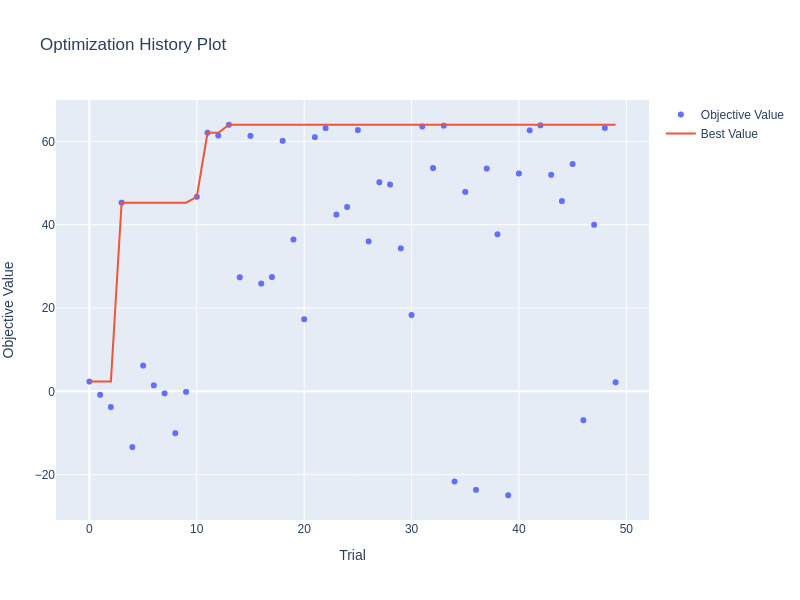 Optimization History Plot
Objective Value
Best Value
60
40
20
0
−20
0
10
20
30
40
50
Trial
Objective Value